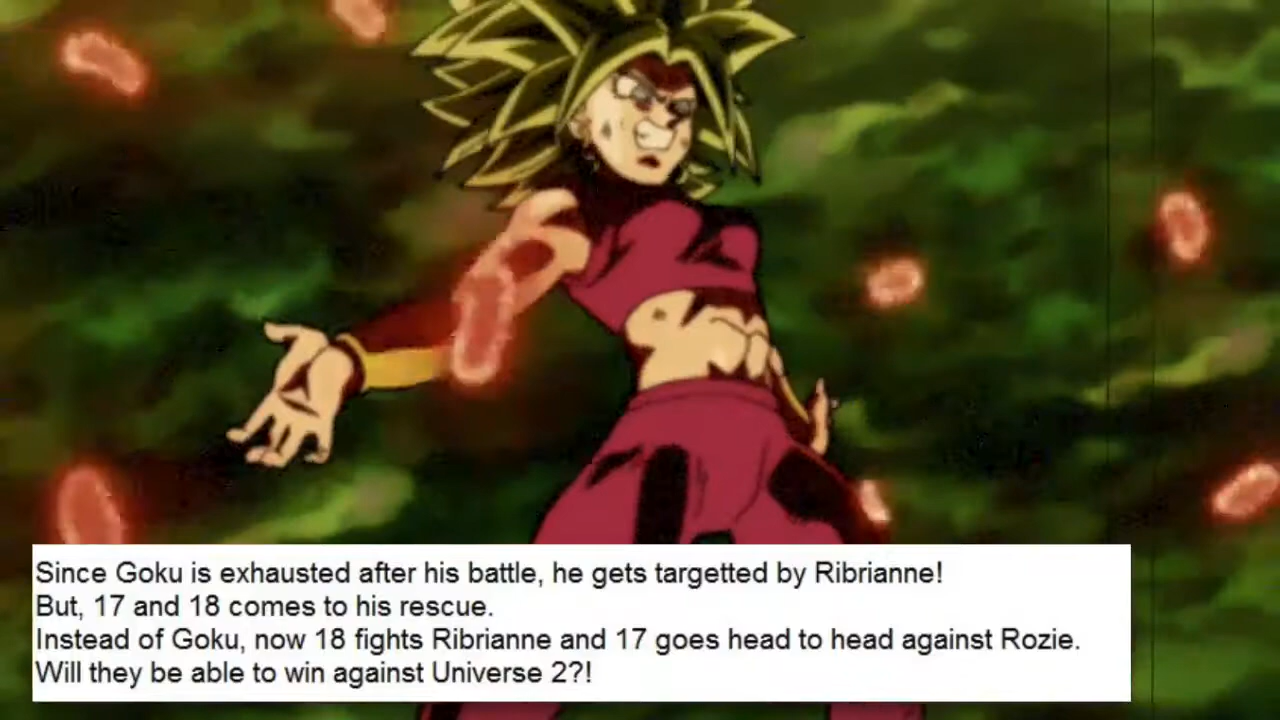 Since Goku is exhausted after his battle, he gets targetted by Ribrianne!
But, 17 and 18 comes to his rescue.
Instead of Goku, now 18 fights Ribrianne and 17 goes head to head against Rozie.
Will they be able to win against Universe 2?!